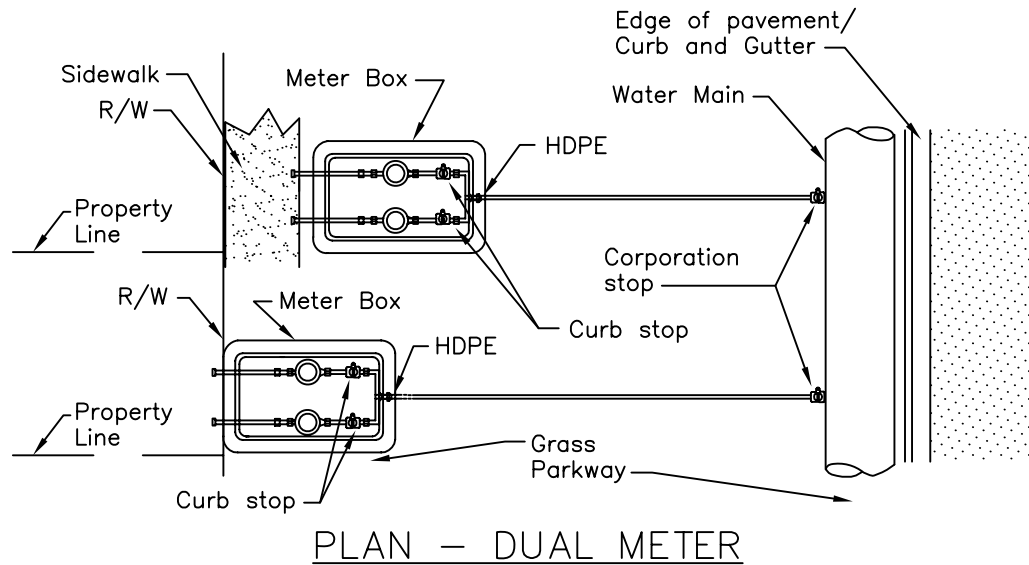 Edge of pavement/
Curb and Gutter
Sidewalk
Meter Box
R/W
Water Main
HDPE
Property
Line
Corporation
stop
R/W
Meter Box
Curb stop
HDPE
Property
Line
Grass
Parkway
Curb stop
PLAN – DUAL METER